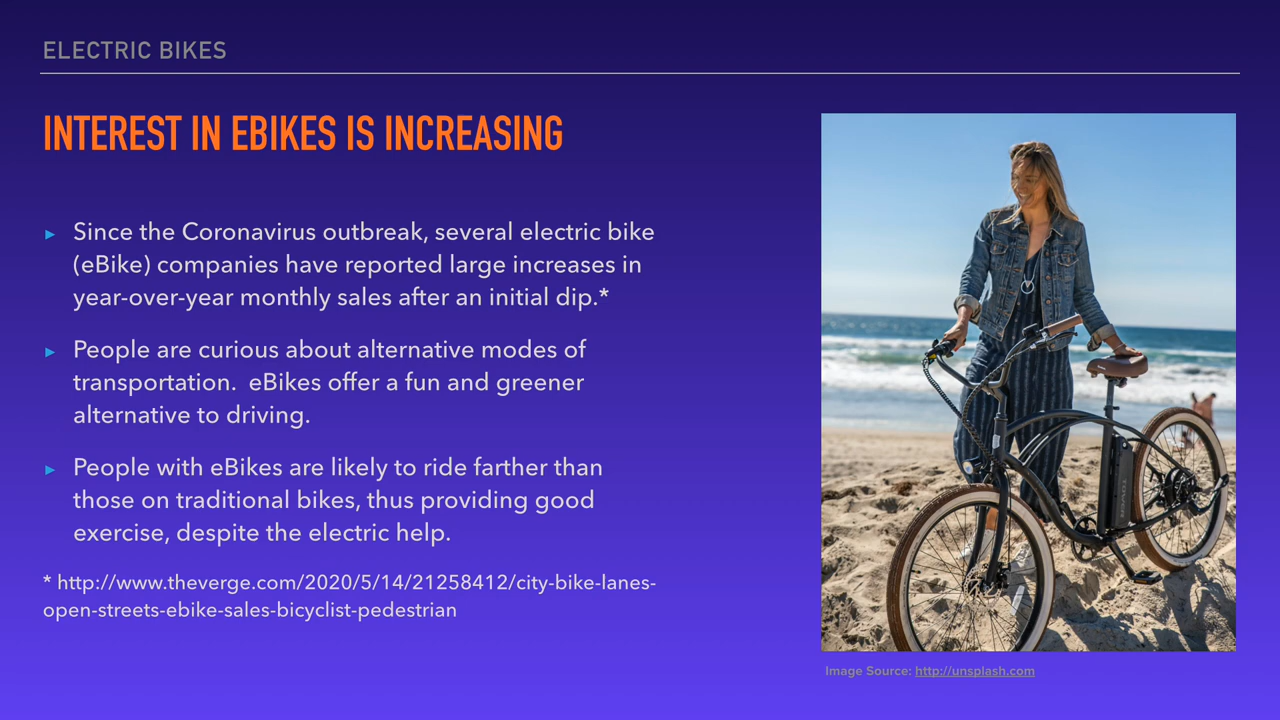 ELECTRIC BIKES
INTEREST IN EBIKES IS INCREASING
▸ Since the Coronavirus outbreak, several electric bike
(eBike) companies have reported large increases in
year-over-year monthly sales after an initial dip.*
▸ People are curious about alternative modes of
transportation.  eBikes offer a fun and greener
alternative to driving.
▸ People with eBikes are likely to ride farther than
those on traditional bikes, thus providing good
exercise, despite the electric help.
* http://www.theverge.com/2020/5/14/21258412/city-bike-lanes-
open-streets-ebike-sales-bicyclist-pedestrian
Image Source: http://unsplash.com